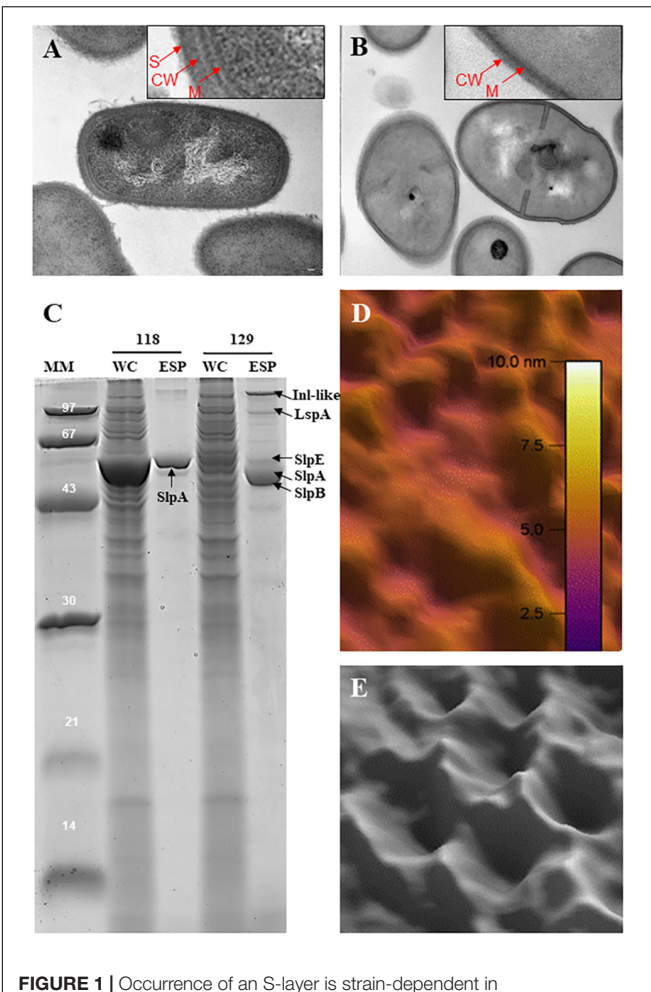 A
S
CW
M
B
CW
M
C
118 129
MM WC ESP WC ESP
97
67
43
30
21
14
SlpA
Inl-like
LspA
SlpE
SlpA
SlpB
D
10.0 nm
7.5
5.0
2.5
E
FIGURE 1 | Occurrence of an S-layer is strain-dependent in